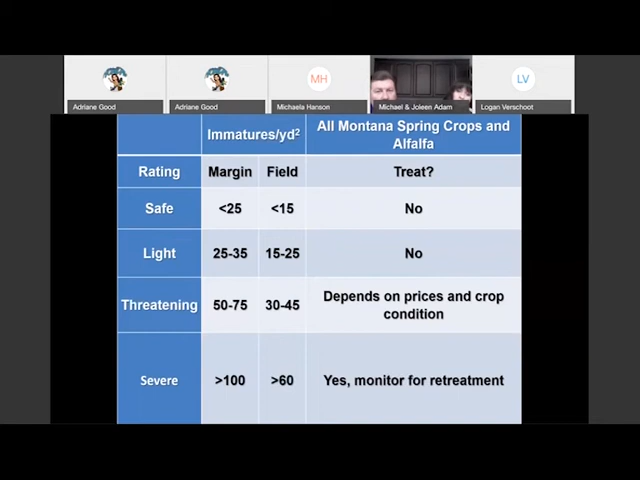 MH
LV
Adriane Good
Adriane Good
Michaela Hanson
Michael & Joleen Adam
Logan Verschoot
Immatures/yd²
All Montana Spring Crops and
Alfalfa
Rating
Margin
Field
Treat?
Safe
<25
<15
No
Light
25-35
15-25
No
Threatening
50-75
30-45
Depends on prices and crop
condition
Severe
>100
>60
Yes, monitor for retreatment